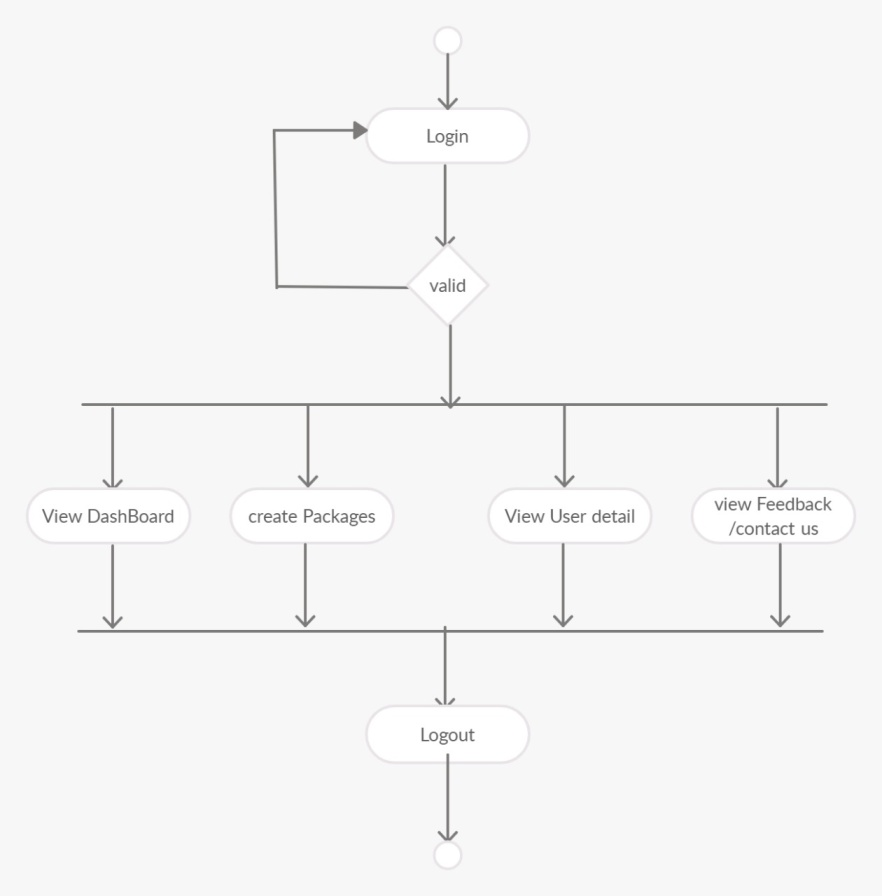 Login
valid
View DashBoard
create Packages
View User detail
view Feedback
/contact us
Logout